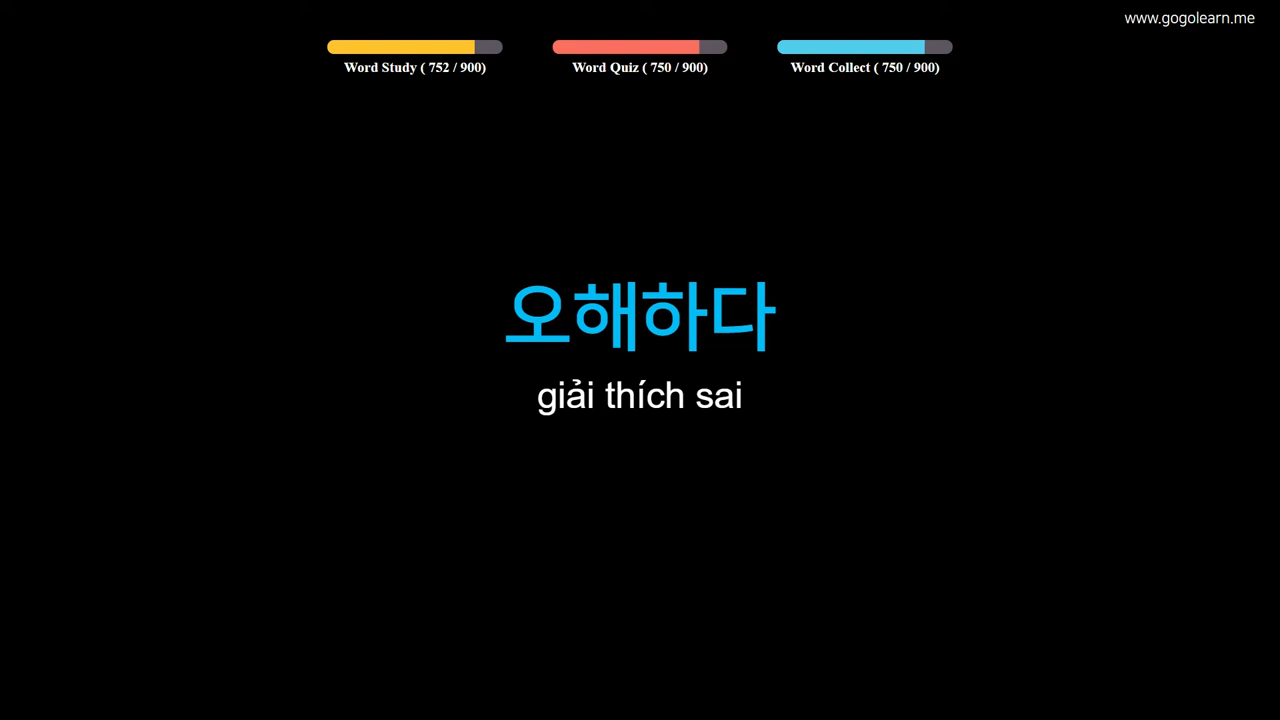 www.gogolearn.me
Word Study ( 752 / 900)
Word Quiz ( 750 / 900)
Word Collect ( 750 / 900)
오해하다
giải thích sai